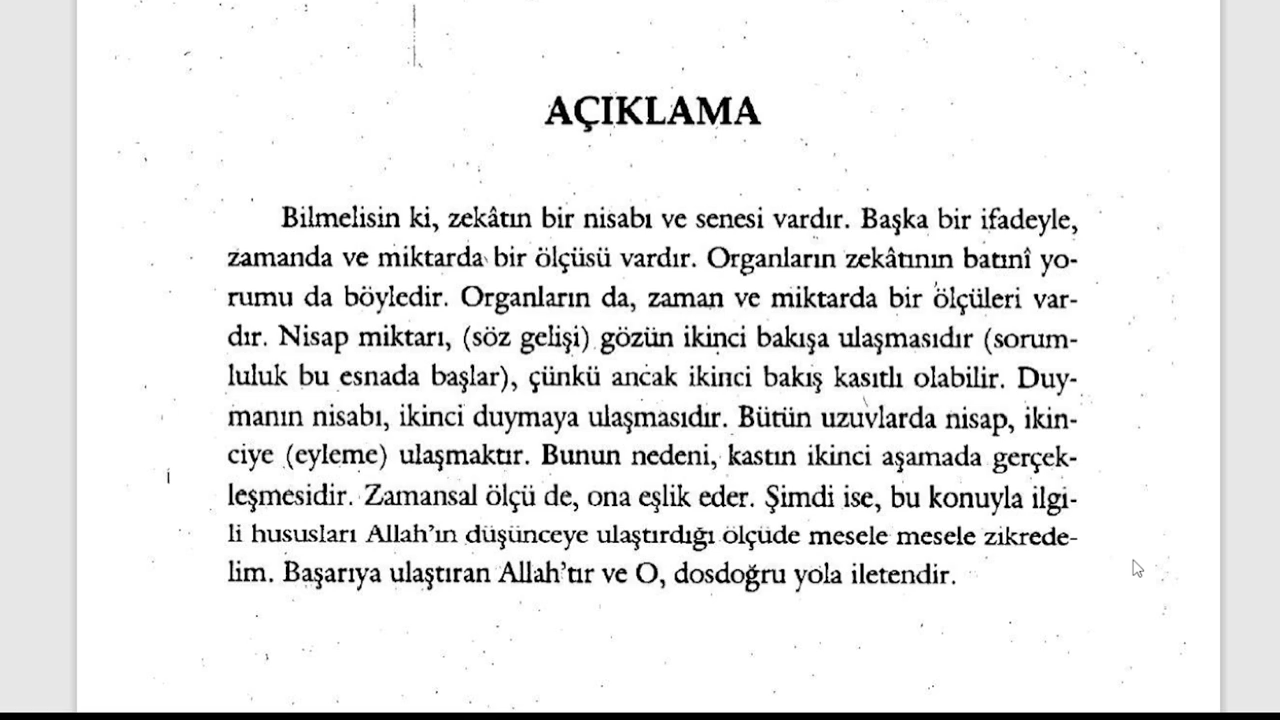 AÇIKLAMA
Bilmelisin ki, zekâtın bir nisabı ve senesi vardır. Başka bir ifadeyle,
zamanda ve miktarda bir ölçüsü vardır. Organların zekâtının batınî yo-
rumu da böyledir. Organların da, zaman ve miktarda bir ölçüleri var-
dır. Nisap miktarı, (söz gelişi) gözün ikinci bakışa ulaşmasıdır (sorum-
luluk bu esnada başlar), çünkü ancak ikinci bakış kasıtlı olabilir. Duy-
manın nisabı, ikinci duymaya ulaşmasıdır. Bütün uzuvlarda nisap, ikin-
ciye (eyleme) ulaşmaktır. Bunun nedeni, kastın ikinci aşamada gerçek-
leşmesidir. Zamansal ölçü de, ona eşlik eder. Şimdi ise, bu konuyla ilgi-
li hususları Allah'ın düşünceye ulaştırdığı ölçüde mesele mesele zikrede-
lim. Başarıya ulaştıran Allah'tır ve O, dosdoğru yola iletendir.